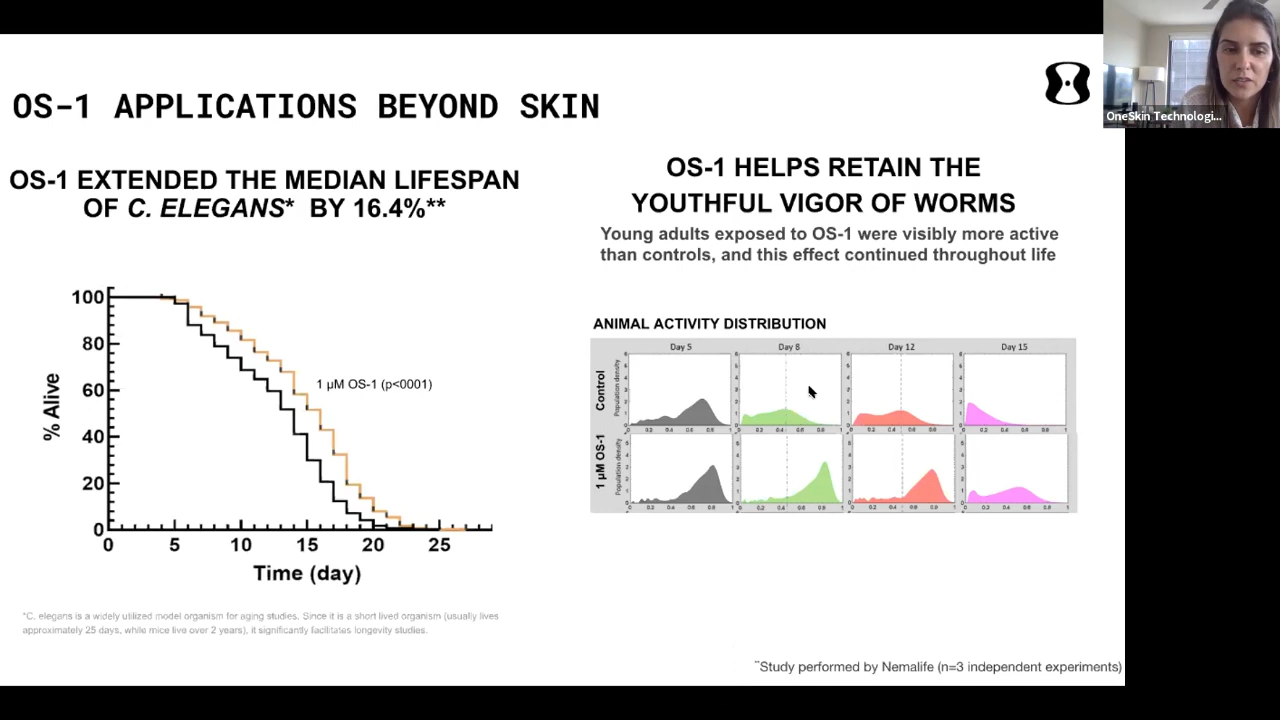 OneSkin Technologi...
OS-1 APPLICATIONS BEYOND SKIN
OS-1 EXTENDED THE MEDIAN LIFESPAN
OF C. ELEGANS* BY 16.4%**
100
80
60
40
20
0
% Alive
1 μM OS-1 (p<0001)
0 5 10 15 20 25
Time (day)
*C. elegans is a widely utilized model organism for aging studies. Since it is a short lived organism (usually lives
approximately 25 days, while mice live over 2 years), it significantly facilitates longevity studies.
OS-1 HELPS RETAIN THE
YOUTHFUL VIGOR OF WORMS
Young adults exposed to OS-1 were visibly more active
than controls, and this effect continued throughout life
ANIMAL ACTIVITY DISTRIBUTION
Day 5 Day 8 Day 12 Day 15
Control
Population density
1 μM OS-1
Population density
**Study performed by Nemalife (n=3 independent experiments)